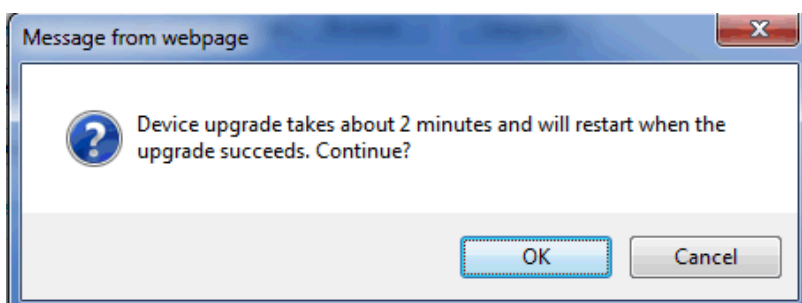 Message from webpage
Device upgrade takes about 2 minutes and will restart when the
upgrade succeeds. Continue?
OK
Cancel